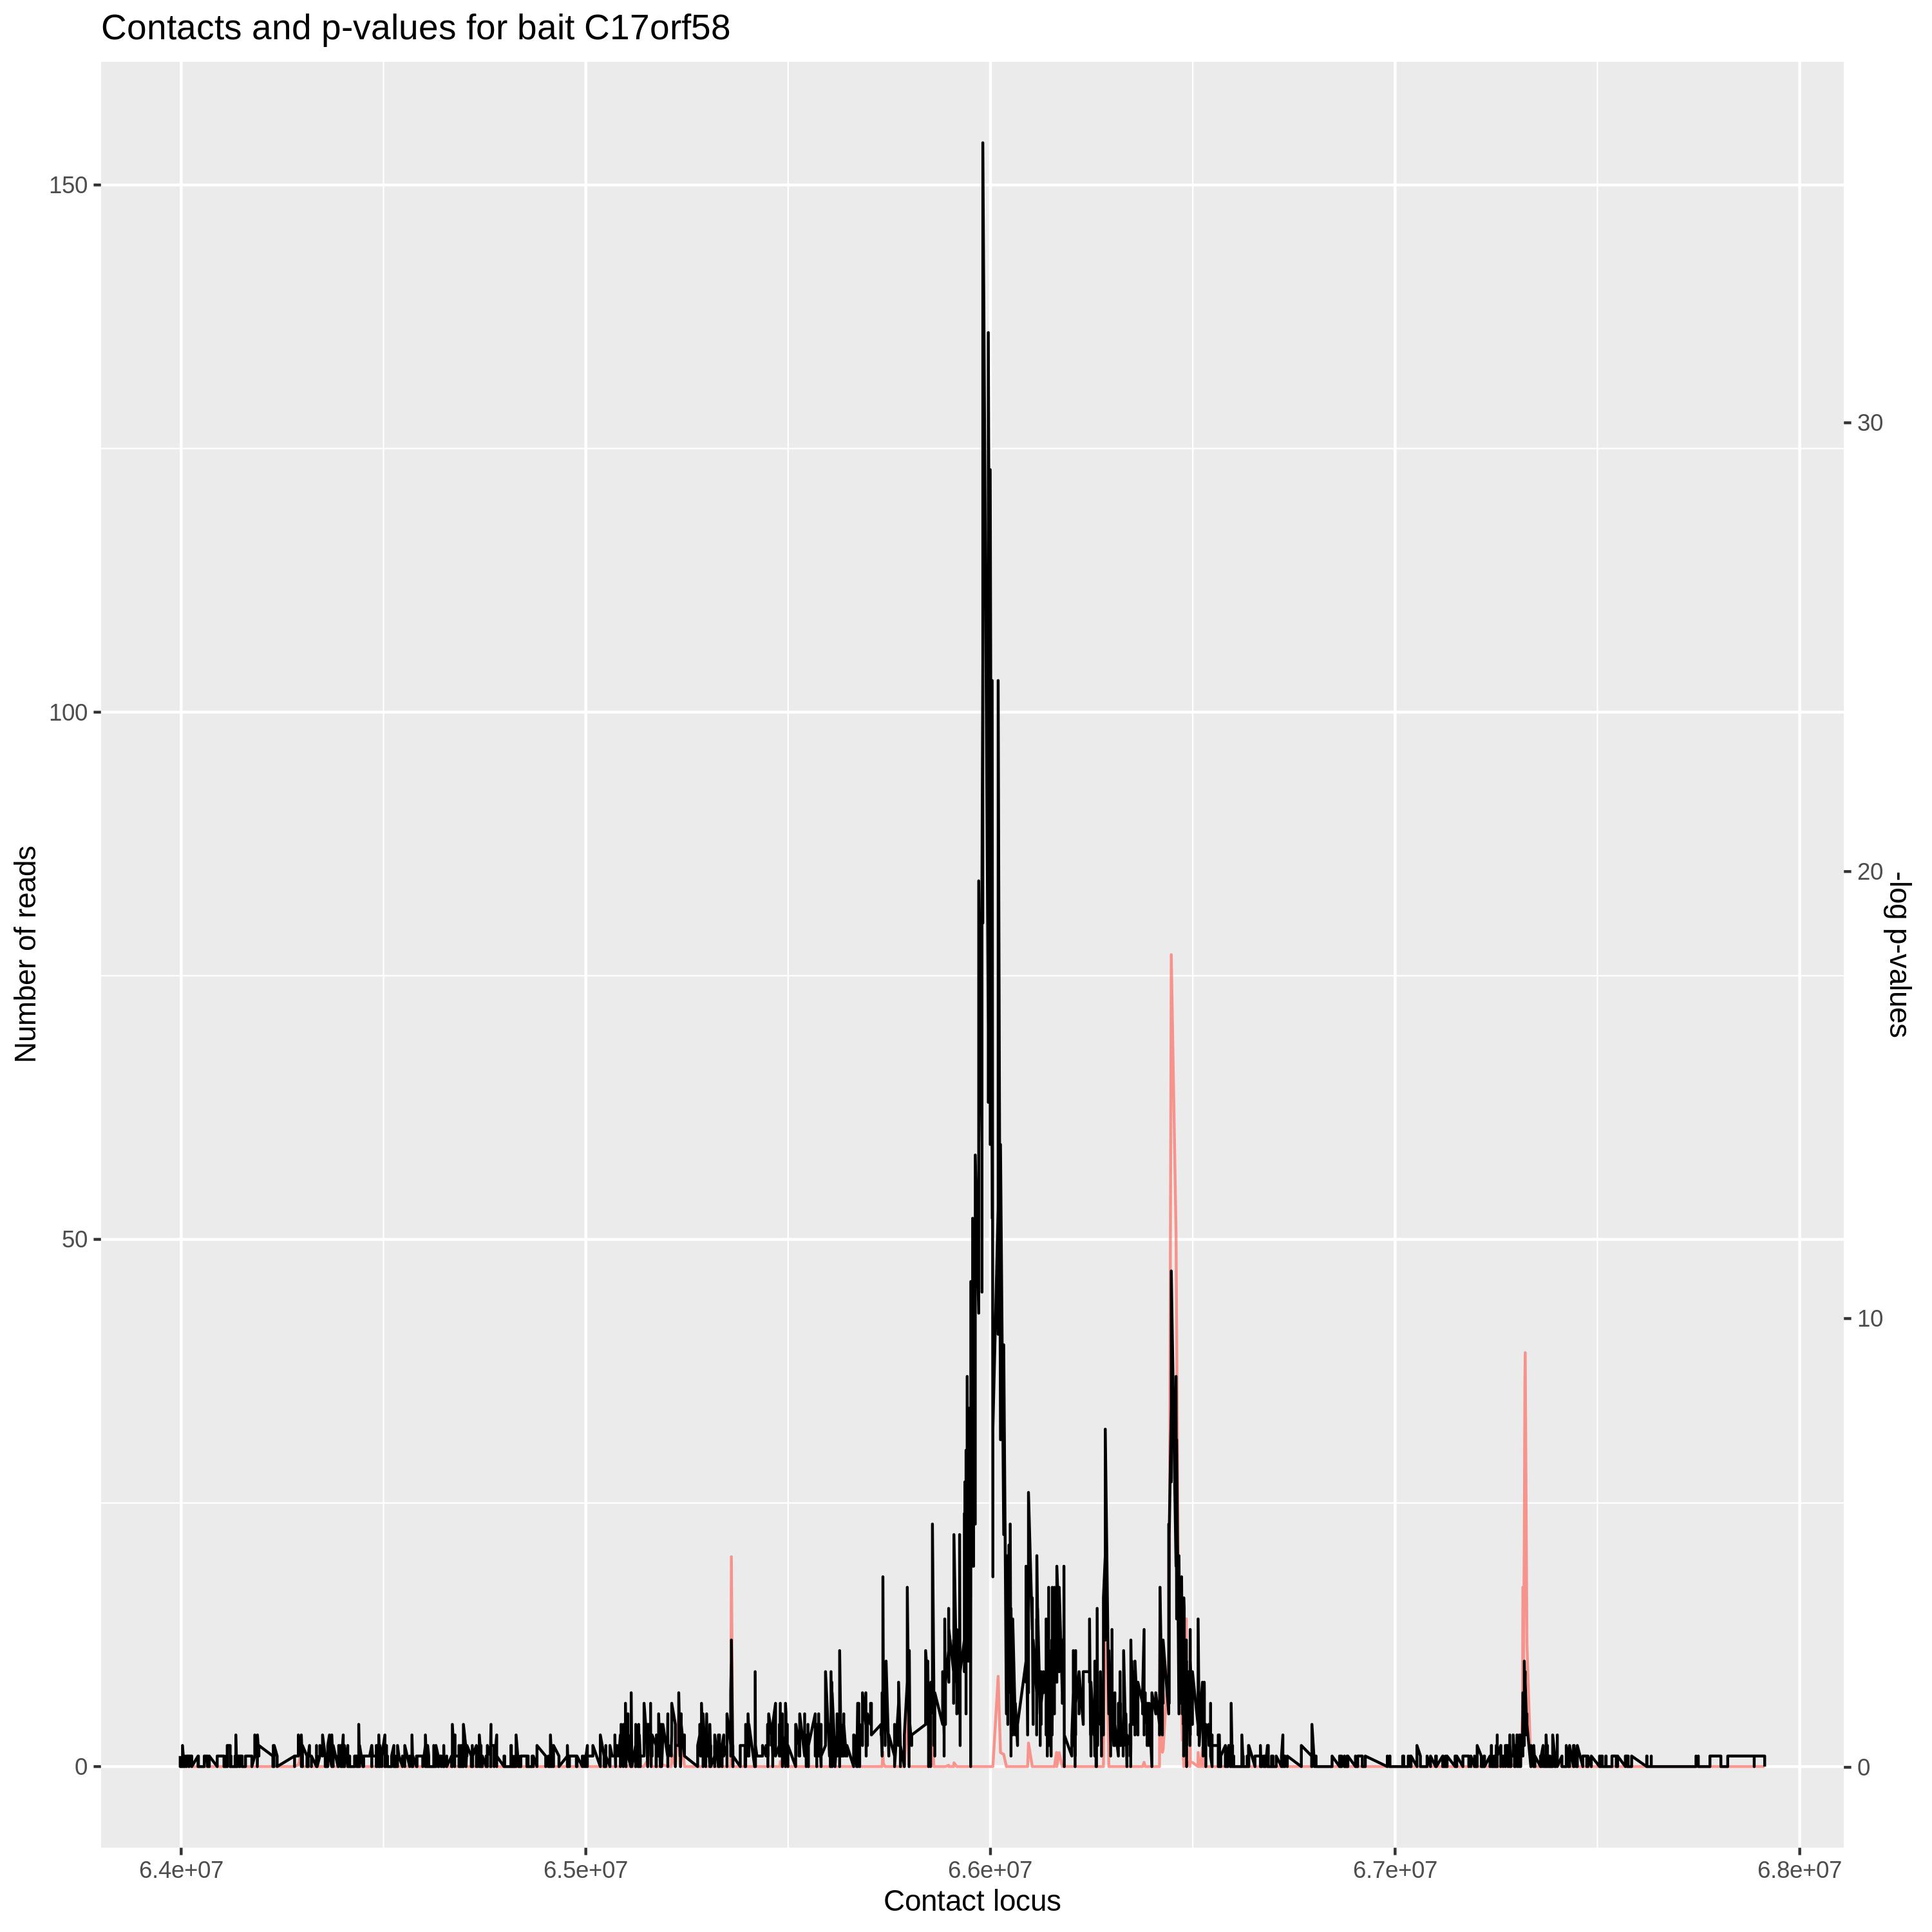 Contacts and p-values for bait C17orf58
150
100
50
0
Number of reads
30
20
10
0
-log p-values
6.4e+07 6.5e+07 6.6e+07 6.7e+07 6.8e+07
Contact locus